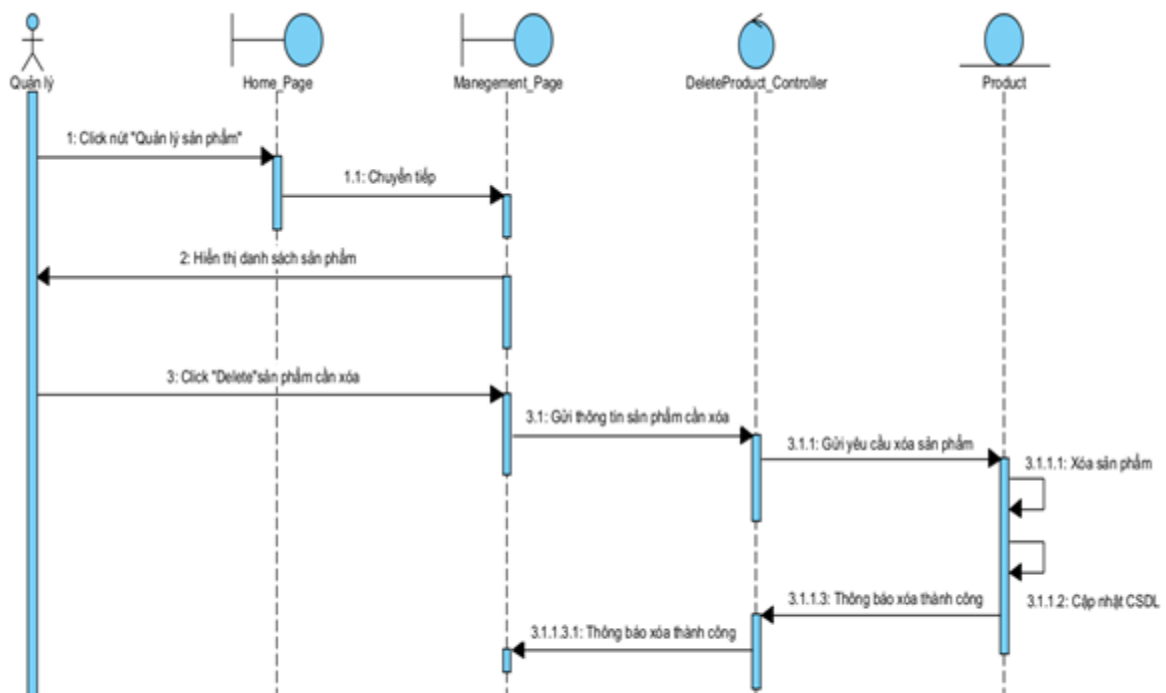 Quản lý
Home_Page
Manegement_Page
DeleteProduct_Controller
Product
1: Click nút "Quản lý sản phẩm"
1.1: Chuyển tiếp
2: Hiển thị danh sách sản phẩm
3: Click "Delete"sản phẩm cần xóa
3.1: Gửi thông tin sản phẩm cần xóa
3.1.1: Gửi yêu cầu xóa sản phẩm
3.1.1.1: Xóa sản phẩm
3.1.1.2: Cập nhật CSDL
3.1.1.3: Thông báo xóa thành công
3.1.1.3.1: Thông báo xóa thành công